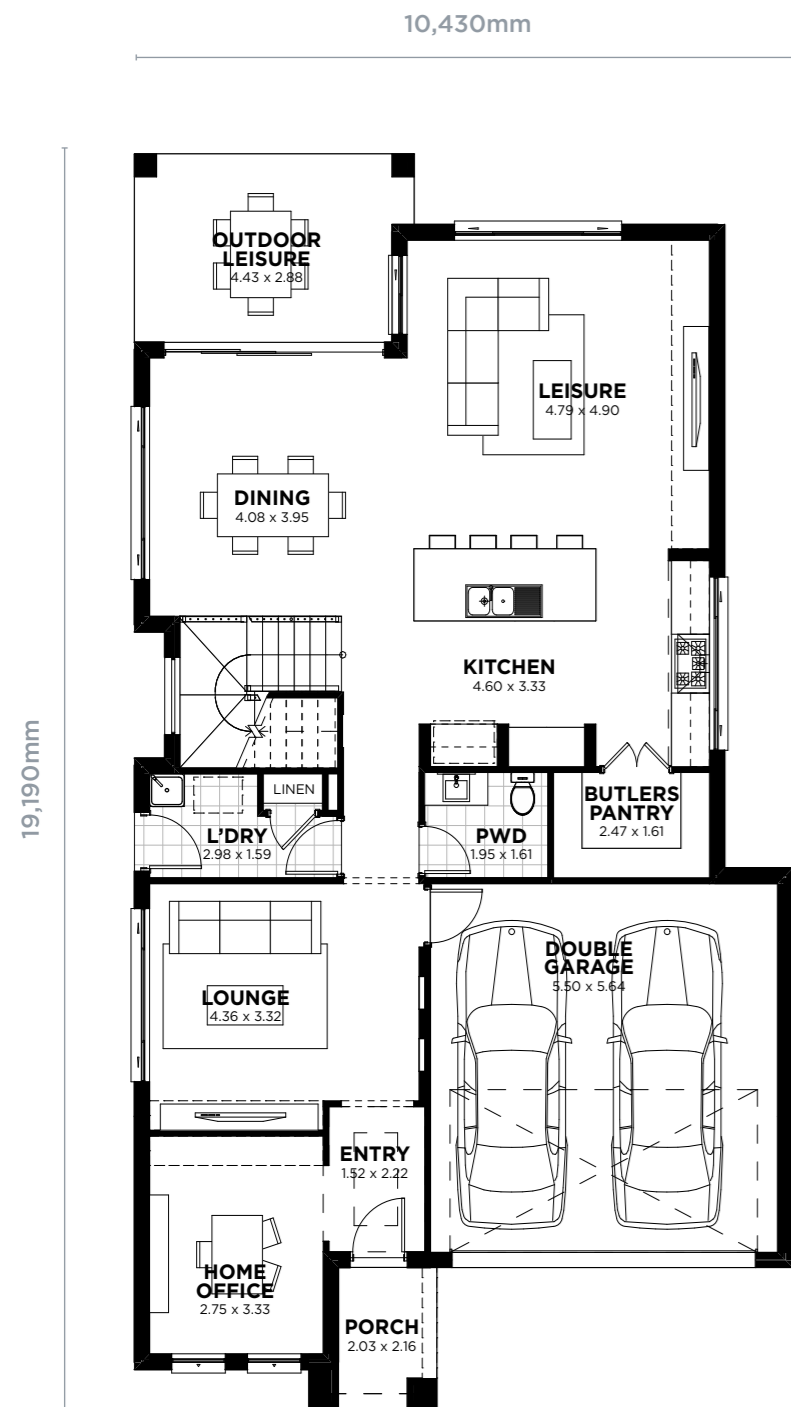 10,430mm
19,190mm
OUTDOOR
LEISURE
4.43 x 2.88
LEISURE
4.79 x 4.90
DINING
4.08 x 3.95
KITCHEN
4.60 x 3.33
LINEN
L'DRY
2.98 x 1.59
PWD
1.95 x 1.61
BUTLERS
PANTRY
2.47 x 1.61
LOUNGE
4.36 x 3.32
DOUBLE
GARAGE
5.50 x 5.64
ENTRY
1.52 x 2.22
HOME
OFFICE
2.75 x 3.33
PORCH
2.03 x 2.16